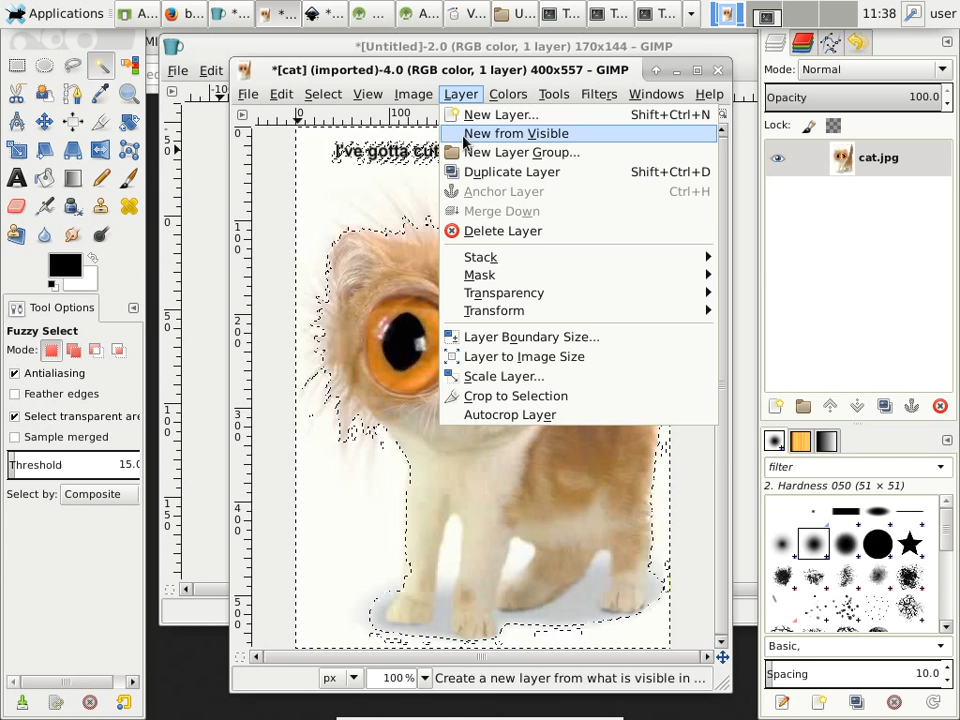 Applications
A...
b...
*...
*...
*...
A...
V...
U...
T...
T...
T...
11:38
user
*[Untitled]-2.0 (RGB color, 1 layer) 170x144 – GIMP
File Edit
*[cat] (imported)-4.0 (RGB color, 1 layer) 400x557 – GIMP
File Edit Select View Image Layer Colors Tools Filters Windows Help
0 100
I've gotta
New Layer... Shift+Ctrl+N
New from Visible
New Layer Group...
Duplicate Layer Shift+Ctrl+D
Anchor Layer Ctrl+H
Merge Down
Delete Layer
Stack
Mask
Transparency
Transform
Layer Boundary Size...
Layer to Image Size
Scale Layer...
Crop to Selection
Autocrop Layer
px 100 % Create a new layer from what is visible in ...
Tool Options
Fuzzy Select
Mode:
Antialiasing
Feather edges
Select transparent are
Sample merged
Threshold 15.0
Select by: Composite
Mode: Normal
Opacity 100.0
Lock:
cat.jpg
filter
2. Hardness 050 (51 × 51)
Basic,
Spacing 10.0